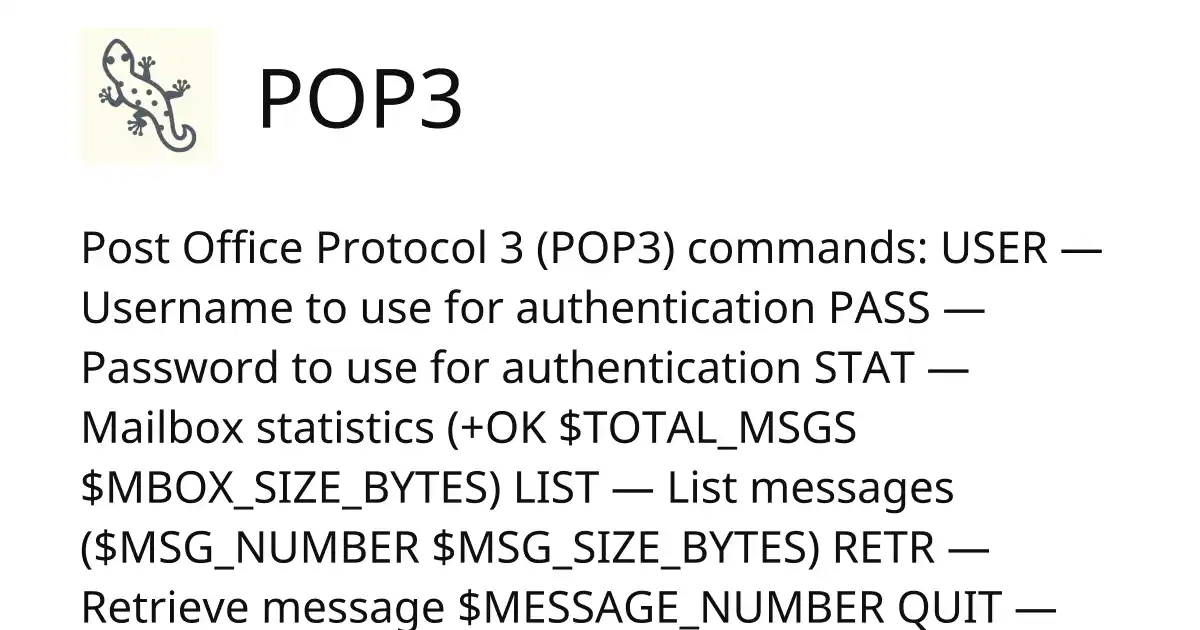 POP3
Post Office Protocol 3 (POP3) commands: USER —
Username to use for authentication PASS —
Password to use for authentication STAT —
Mailbox statistics (+OK $TOTAL_MSGS
$MBOX_SIZE_BYTES) LIST — List messages
($MSG_NUMBER $MSG_SIZE_BYTES) RETR —
Retrieve message $MESSAGE_NUMBER QUIT —